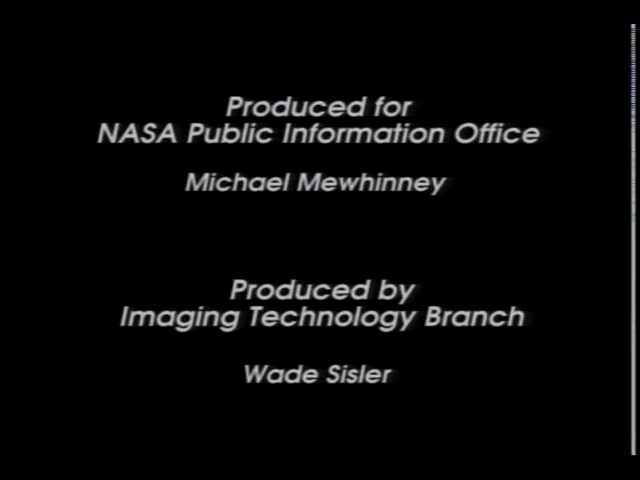 Produced for
NASA Public Information Office
Michael Mewhinney
Produced by
Imaging Technology Branch
Wade Sisler